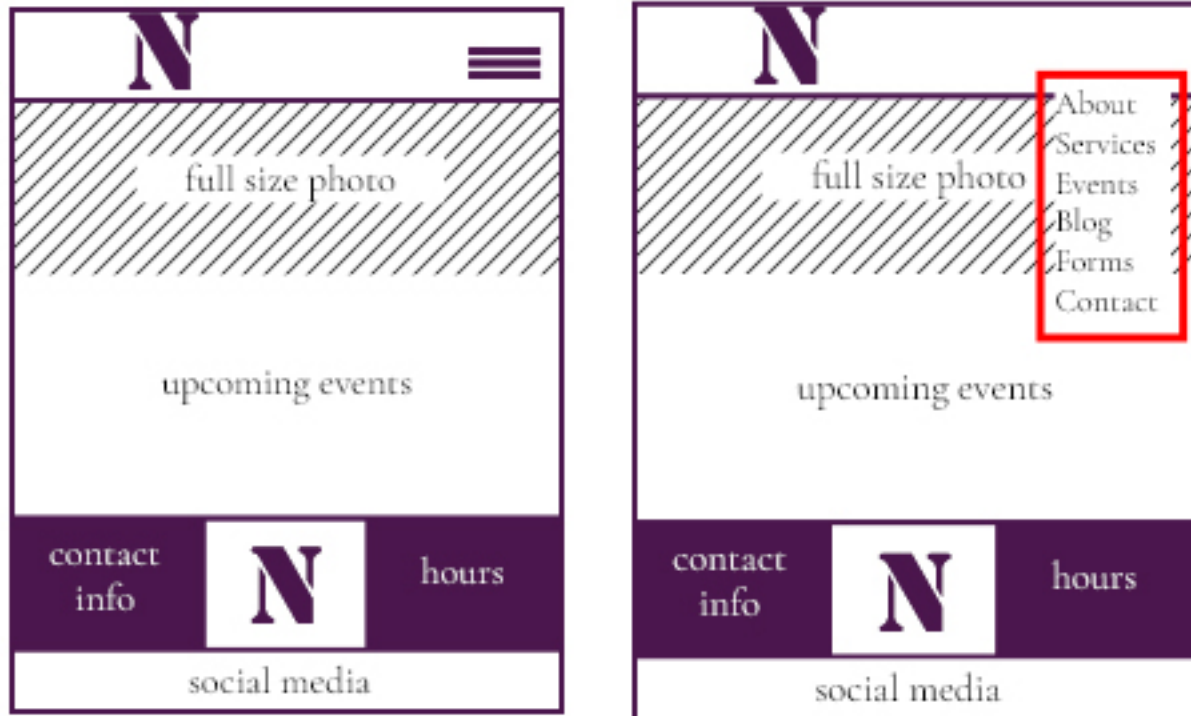 N
full size photo
upcoming events
contact
info
N
hours
social media
N
About
Services
Events
Blog
Forms
Contact
full size photo
upcoming events
contact
info
N
hours
social media